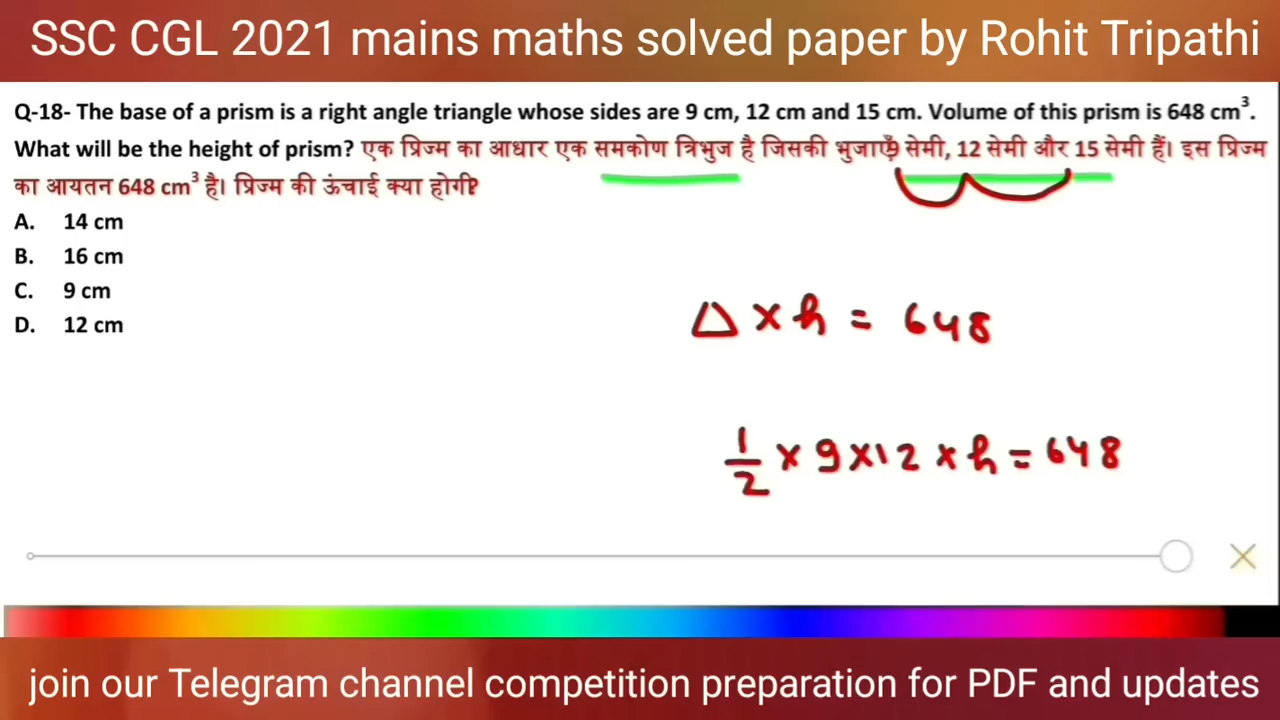 SSC CGL 2021 mains maths solved paper by Rohit Tripathi
Q-18- The base of a prism is a right angle triangle whose sides are 9 cm, 12 cm and 15 cm. Volume of this prism is 648 cm³.
What will be the height of prism? एक प्रिज्म का आधार एक समकोण त्रिभुज है जिसकी भुजाएँ सेमी, 12 सेमी और 15 सेमी हैं। इस प्रिज्म
का आयतन 648 cm³ है। प्रिज्म की ऊंचाई क्या होगी?
A. 14 cm
B. 16 cm
C. 9 cm
D. 12 cm
Δ × h = 648
1/2 × 9 × 12 × h = 648
join our Telegram channel competition preparation for PDF and updates